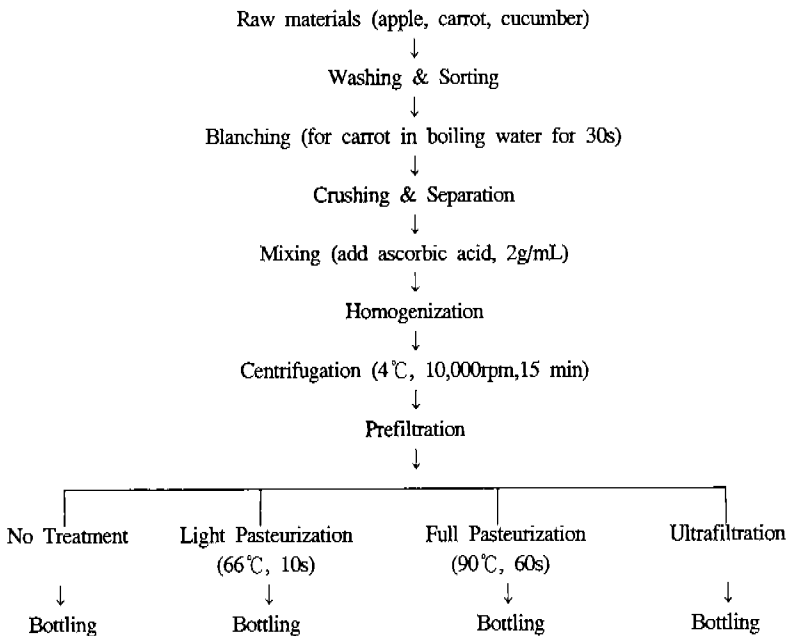 Raw materials (apple, carrot, cucumber)
↓
Washing & Sorting
↓
Blanching (for carrot in boiling water for 30s)
↓
Crushing & Separation
↓
Mixing (add ascorbic acid, 2g/mL)
↓
Homogenization
↓
Centrifugation (4℃, 10,000rpm,15 min)
↓
Prefiltration
↓
No Treatment Light Pasteurization Full Pasteurization Ultrafiltration
(66℃, 10s) (90℃, 60s)
↓ ↓ ↓ ↓
Bottling Bottling Bottling Bottling